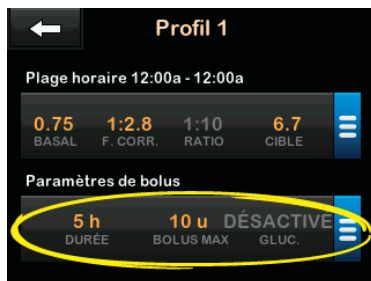 Profil 1
Plage horaire 12:00a - 12:00a
0.75 1:2.8 1:10 6.7
BASAL F. CORR. RATIO CIBLE
Paramètres de bolus
5 h 10 u DÉSACTIVÉ
DURÉE BOLUS MAX GLUC.